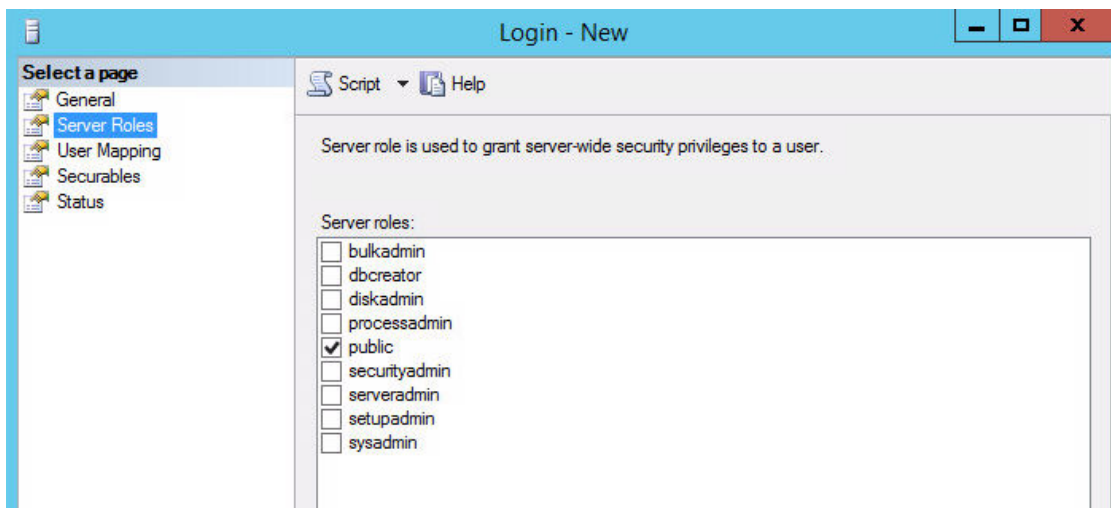 Login - New
Select a page
General
Server Roles
User Mapping
Securables
Status
Script
Help
Server role is used to grant server-wide security privileges to a user.
Server roles:
bulkadmin
dbcreator
diskadmin
processadmin
public
securityadmin
serveradmin
setupadmin
sysadmin